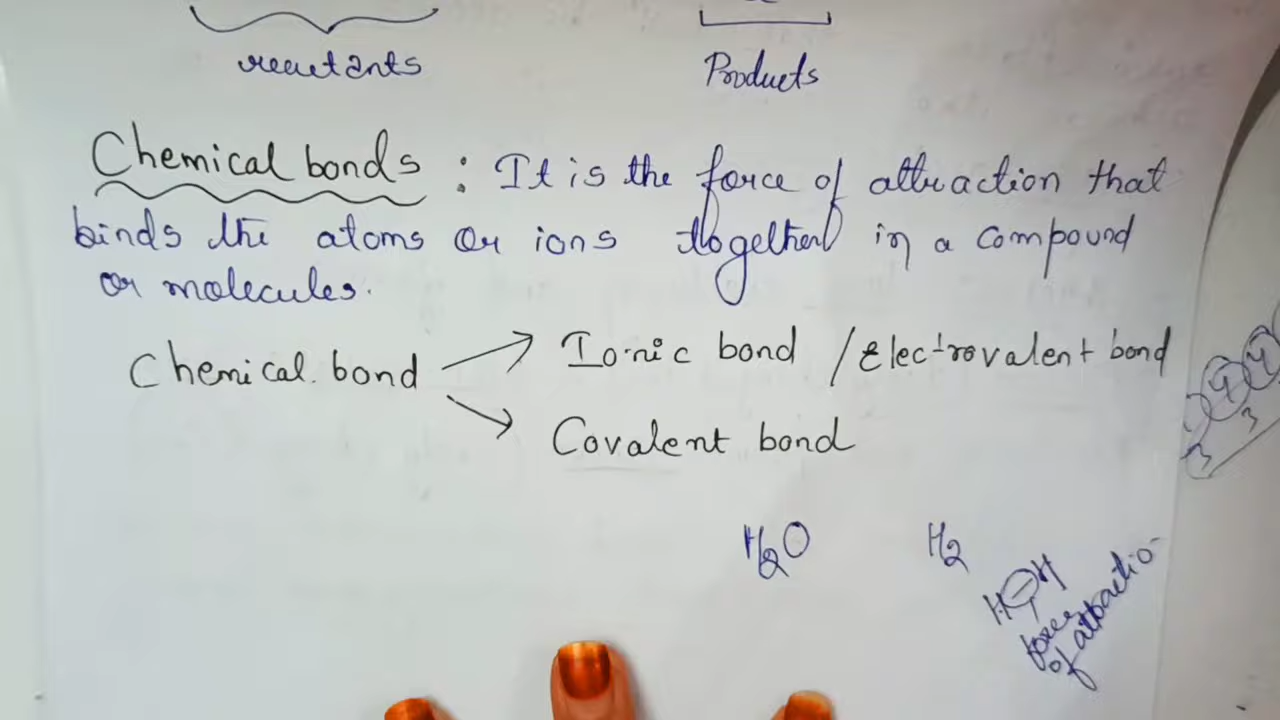 reactants Products
Chemical bonds : It is the force of attraction that
binds the atoms or ions together in a compound
or molecules.
Chemical bond Ionic bond / Electrovalent bond
Covalent bond
H2O H2
H-H
force
of attractio